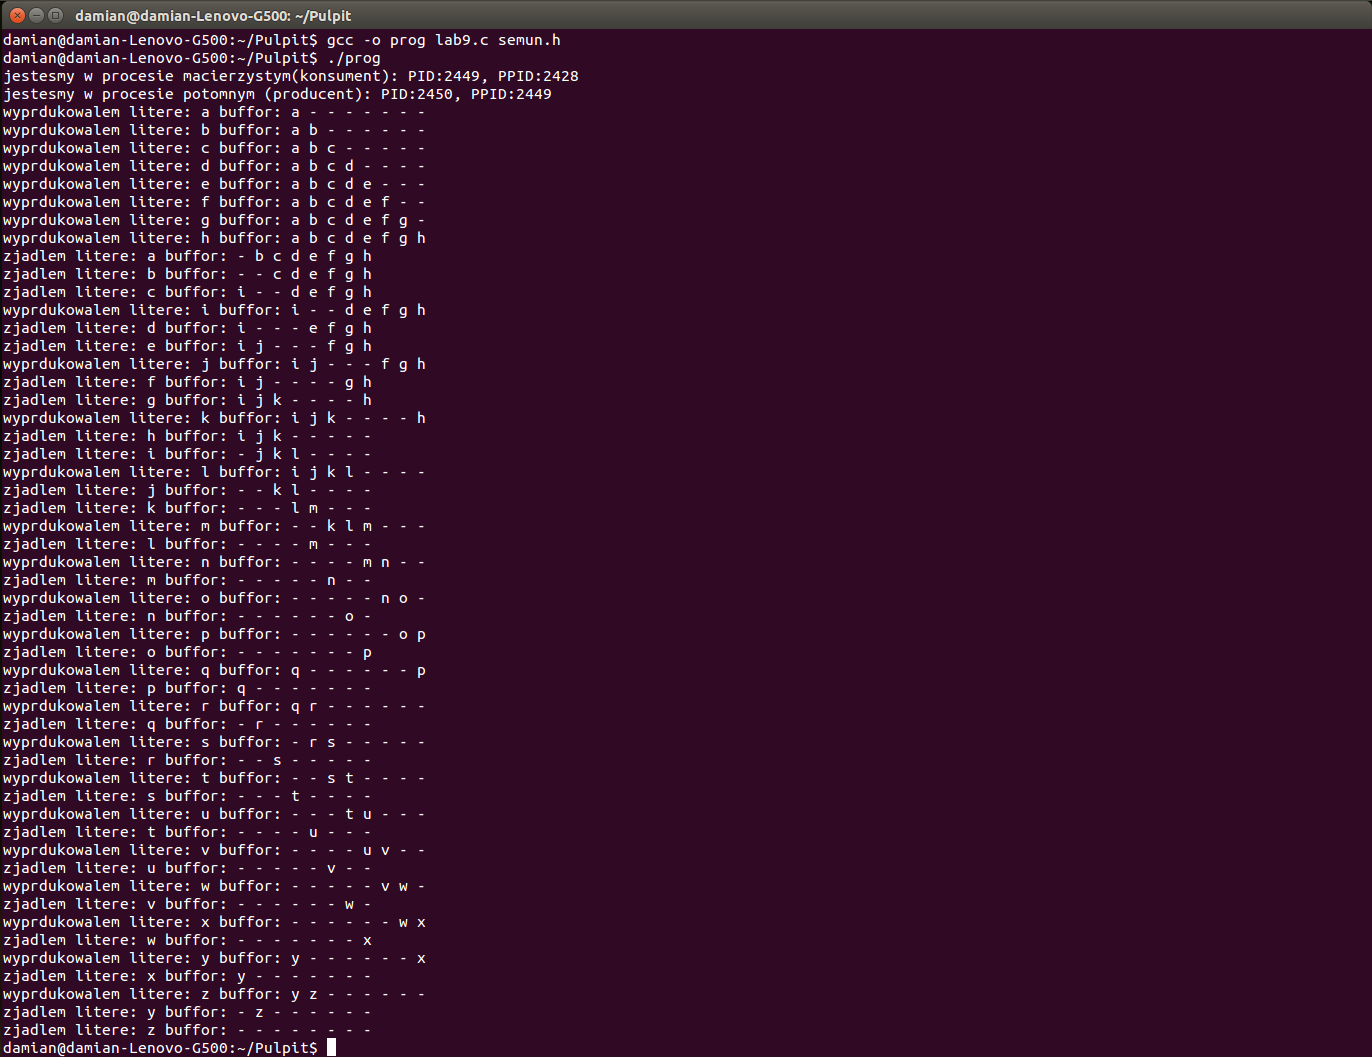 damian@damian-Lenovo-G500: ~/Pulpit
damian@damian-Lenovo-G500:~/Pulpit$ gcc -o prog lab9.c semun.h
damian@damian-Lenovo-G500:~/Pulpit$ ./prog
jestesmy w procesie macierzystym(konsument): PID:2449, PPID:2428
jestesmy w procesie potomnym (producent): PID:2450, PPID:2449
wyprdukowalem litere: a buffor: a - - - - - - -
wyprdukowalem litere: b buffor: a b - - - - - -
wyprdukowalem litere: c buffor: a b c - - - - -
wyprdukowalem litere: d buffor: a b c d - - - -
wyprdukowalem litere: e buffor: a b c d e - - -
wyprdukowalem litere: f buffor: a b c d e f - -
wyprdukowalem litere: g buffor: a b c d e f g -
wyprdukowalem litere: h buffor: a b c d e f g h
zjadlem litere: a buffor: - b c d e f g h
zjadlem litere: b buffor: - - c d e f g h
zjadlem litere: c buffor: i - - d e f g h
wyprdukowalem litere: i buffor: i - - d e f g h
zjadlem litere: d buffor: i - - - e f g h
zjadlem litere: e buffor: i j - - - f g h
wyprdukowalem litere: j buffor: i j - - - f g h
zjadlem litere: f buffor: i j - - - - g h
zjadlem litere: g buffor: i j k - - - - h
wyprdukowalem litere: k buffor: i j k - - - - h
zjadlem litere: h buffor: i j k - - - - -
zjadlem litere: i buffor: - j k l - - - -
wyprdukowalem litere: l buffor: i j k l - - - -
zjadlem litere: j buffor: - - k l - - - -
zjadlem litere: k buffor: - - - l m - - -
wyprdukowalem litere: m buffor: - - k l m - - -
zjadlem litere: l buffor: - - - - m - - -
wyprdukowalem litere: n buffor: - - - - m n - -
zjadlem litere: m buffor: - - - - - n - -
wyprdukowalem litere: o buffor: - - - - - n o -
zjadlem litere: n buffor: - - - - - - o -
wyprdukowalem litere: p buffor: - - - - - - o p
zjadlem litere: o buffor: - - - - - - - p
wyprdukowalem litere: q buffor: q - - - - - - p
zjadlem litere: p buffor: q - - - - - - -
wyprdukowalem litere: r buffor: q r - - - - - -
zjadlem litere: q buffor: - r - - - - - -
wyprdukowalem litere: s buffor: - r s - - - - -
zjadlem litere: r buffor: - - s - - - - -
wyprdukowalem litere: t buffor: - - s t - - - -
zjadlem litere: s buffor: - - - t - - - -
wyprdukowalem litere: u buffor: - - - t u - - -
zjadlem litere: t buffor: - - - - u - - -
wyprdukowalem litere: v buffor: - - - - u v - -
zjadlem litere: u buffor: - - - - - v - -
wyprdukowalem litere: w buffor: - - - - - v w -
zjadlem litere: v buffor: - - - - - - w -
wyprdukowalem litere: x buffor: - - - - - - w x
zjadlem litere: w buffor: - - - - - - - x
wyprdukowalem litere: y buffor: y - - - - - - x
zjadlem litere: x buffor: y - - - - - - -
wyprdukowalem litere: z buffor: y z - - - - - -
zjadlem litere: y buffor: - z - - - - - -
zjadlem litere: z buffor: - - - - - - - -
damian@damian-Lenovo-G500:~/Pulpit$